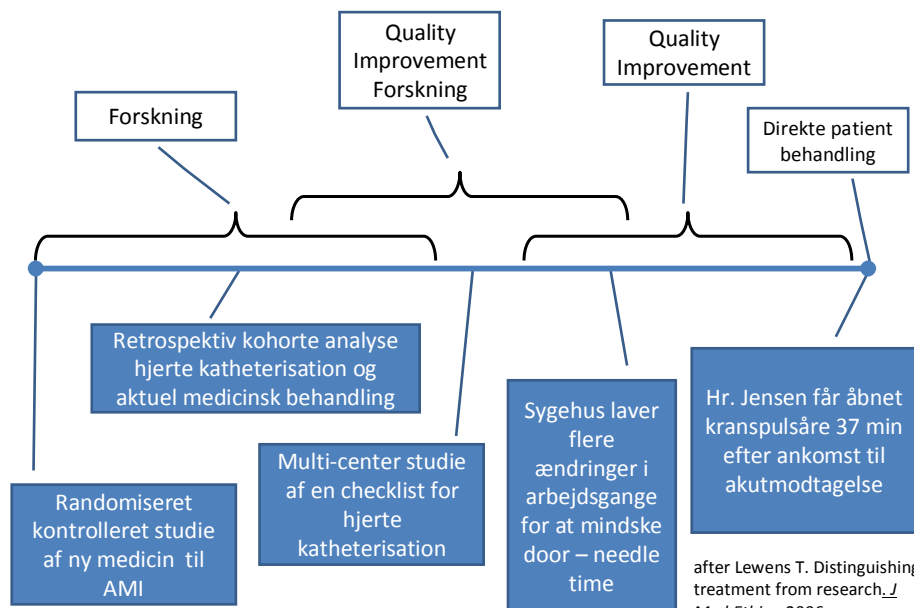 Quality
Improvement
Forskning
Quality
Improvement
Forskning
Direkte patient
behandling
Retrospektiv kohorte analyse
hjerte katheterisation og
aktuel medicinsk behandling
Hr. Jensen får åbnet
kranspulsåre 37 min
efter ankomst til
akutmodtagelse
Sygehus laver
flere
ændringer i
arbejdsgange
for at mindske
door – needle
time
Multi-center studie
af en checklist for
hjerte
katheterisation
Randomiseret
kontrolleret studie
af ny medicin til
AMI
after Lewens T. Distinguishing
treatment from research. J